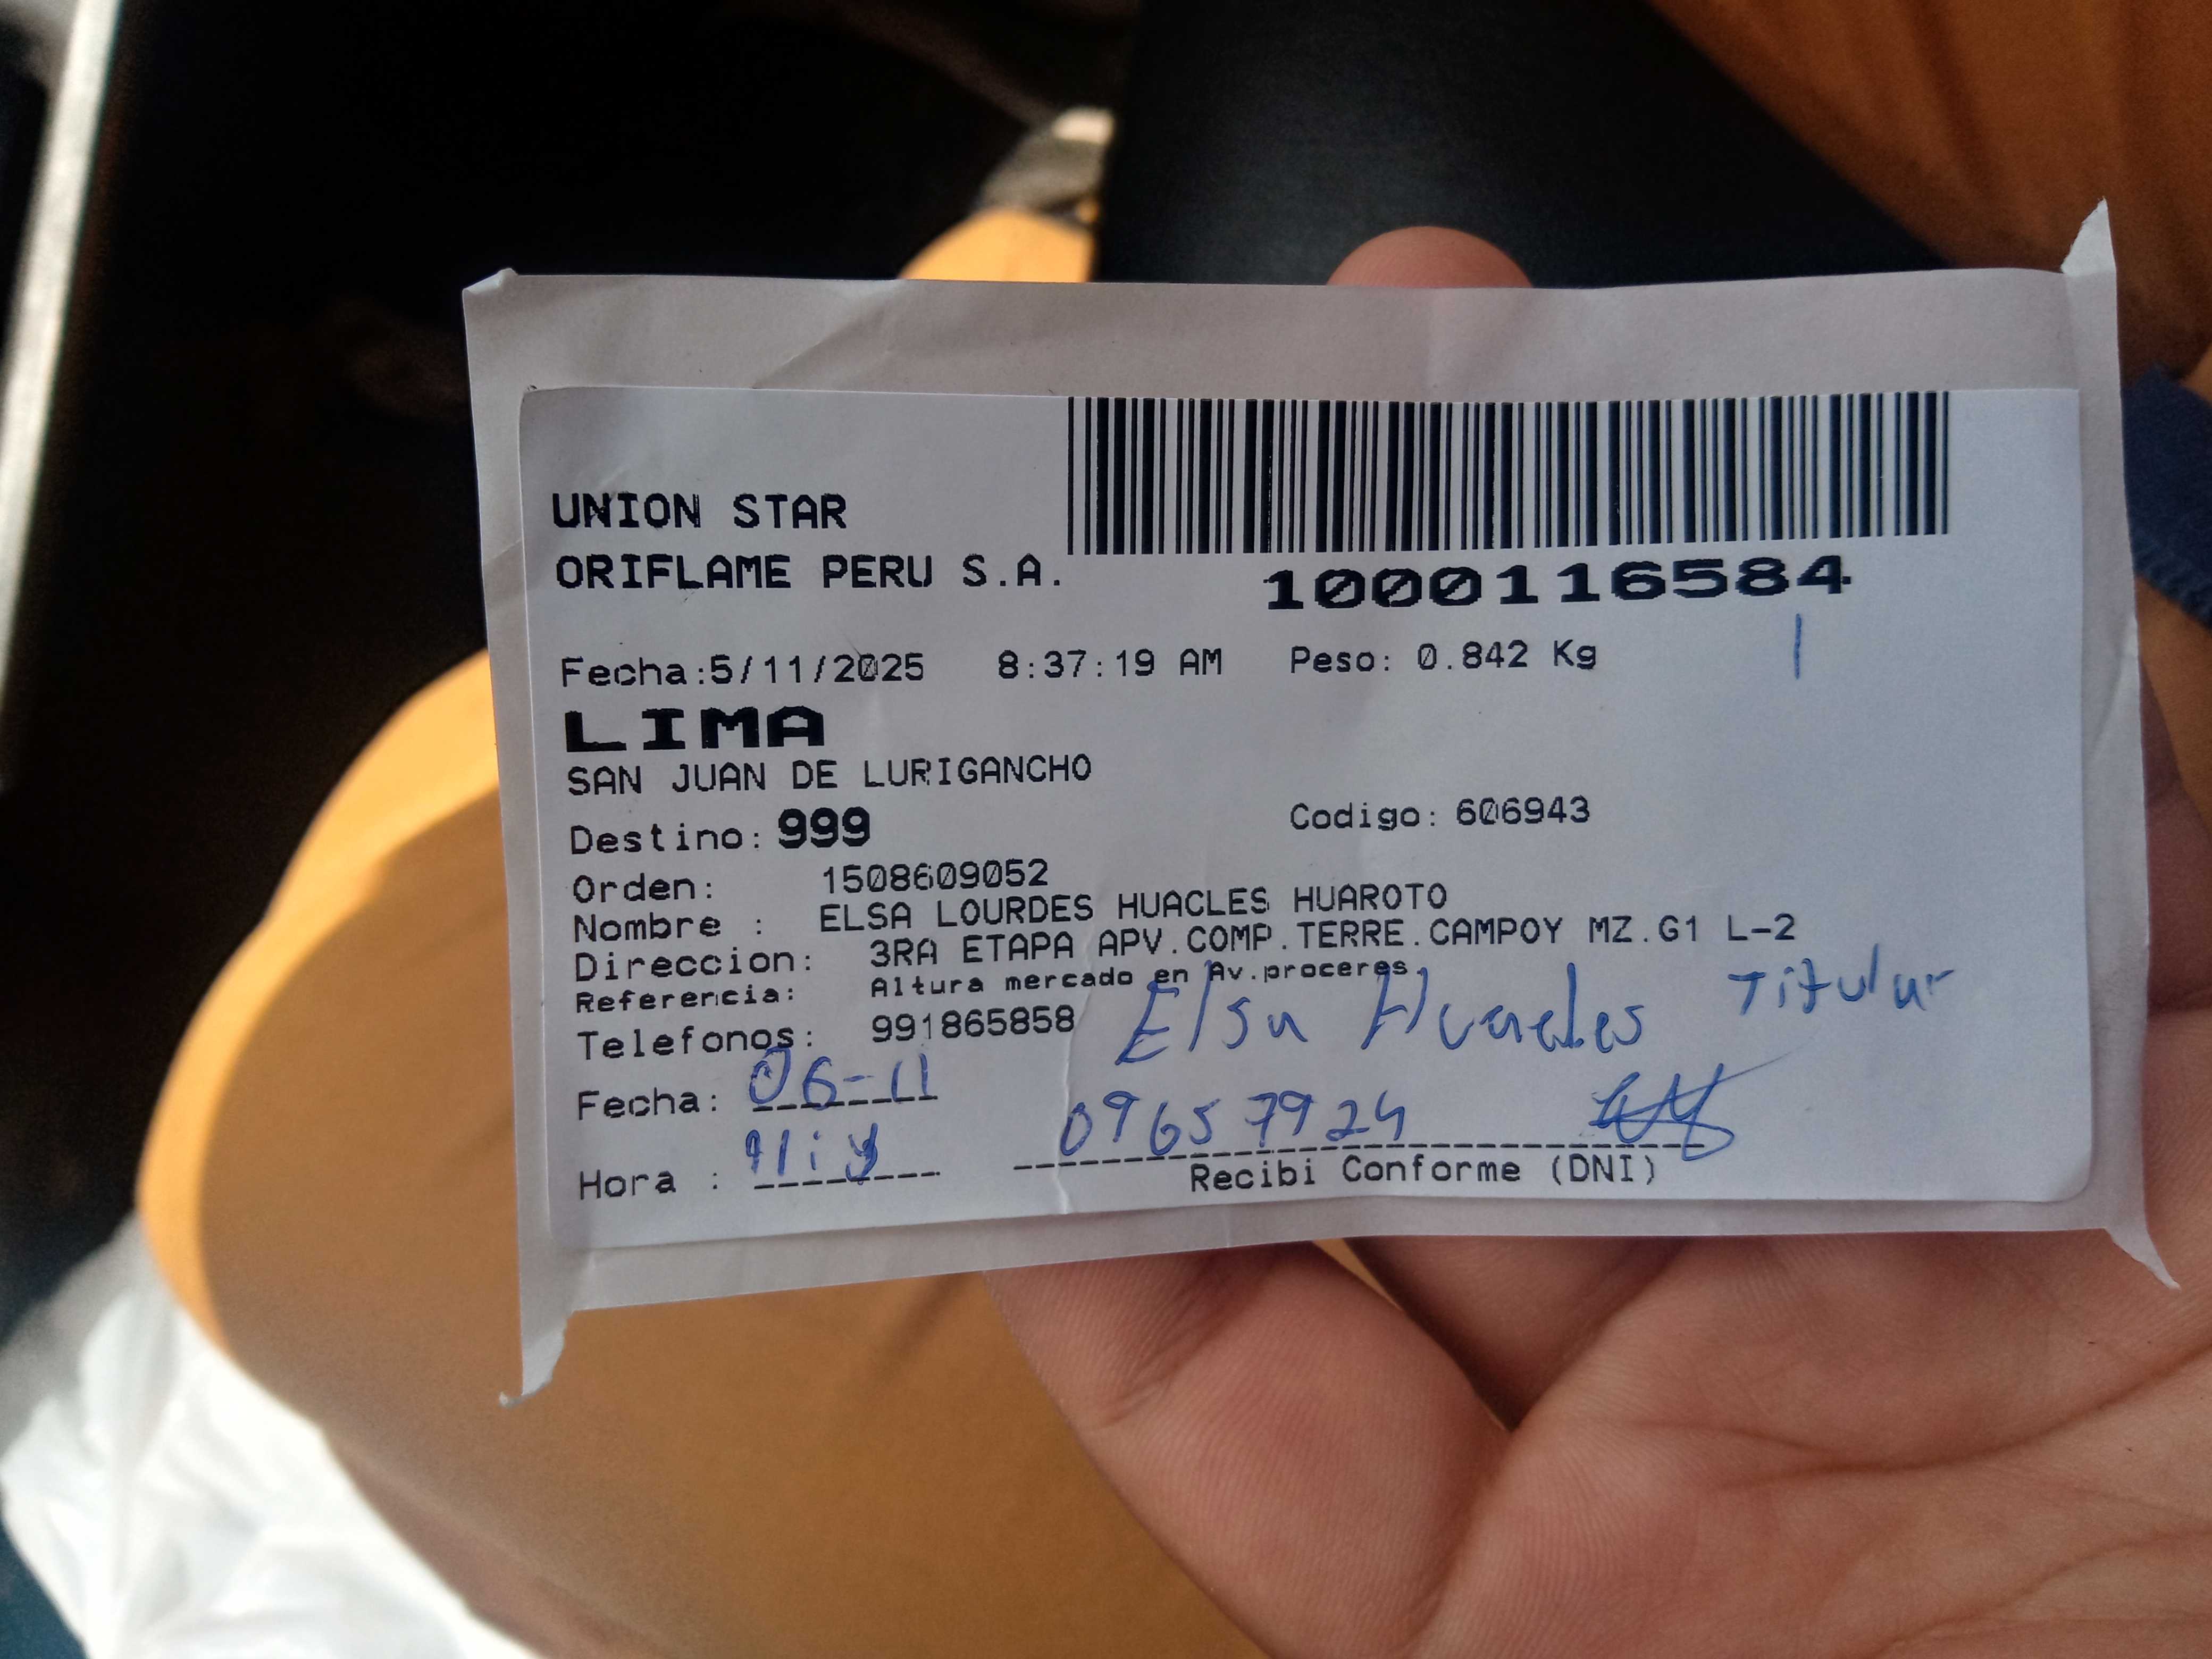 UNION STAR
ORIFLAME PERU S.A.
1000116584
Fecha:5/11/2025 8:37:19 AM Peso: 0.842 Kg
LIMA
SAN JUAN DE LURIGANCHO
Destino: 999 Codigo: 606943
Orden: 1508609052
Nombre : ELSA LOURDES HUACLES HUAROTO
Direccion: 3RA ETAPA APV.COMP.TERRE.CAMPOY MZ.G1 L-2
Referencia: Altura mercado en Av.proceres.
Telefonos: 991865858 Elsa Huacles Titular
Fecha: 06-11
09657924
Hora :
Recibi Conforme (DNI)